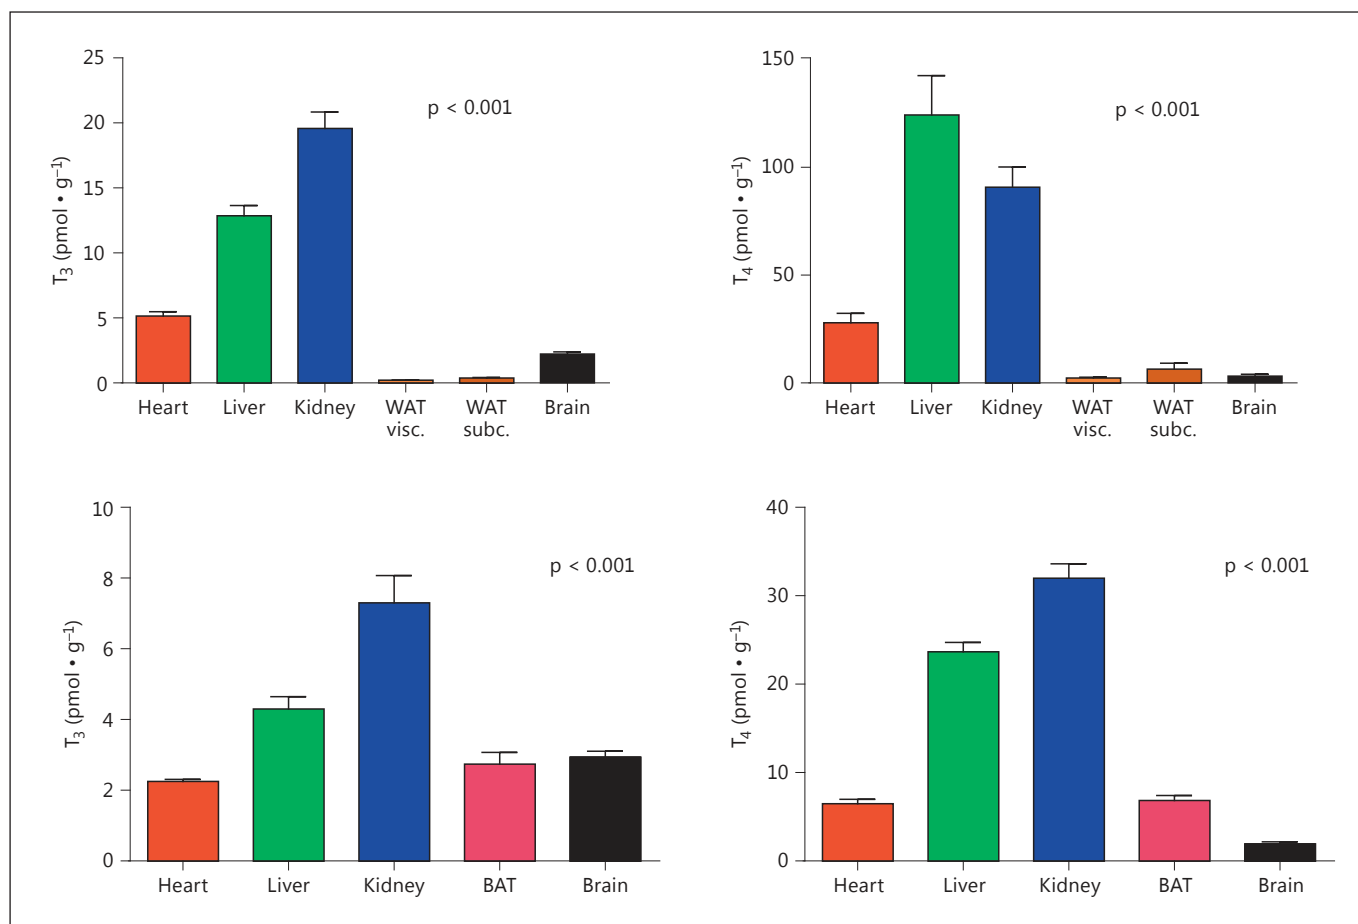 25
20
15
10
5
0
T₃ (pmol • g⁻¹)
p < 0.001
Heart
Liver
Kidney
WAT
visc.
WAT
subc.
Brain
150
100
50
0
T₄ (pmol • g⁻¹)
p < 0.001
Heart
Liver
Kidney
WAT
visc.
WAT
subc.
Brain
10
8
6
4
2
0
T₃ (pmol • g⁻¹)
p < 0.001
Heart
Liver
Kidney
BAT
Brain
40
30
20
10
0
T₄ (pmol • g⁻¹)
p < 0.001
Heart
Liver
Kidney
BAT
Brain